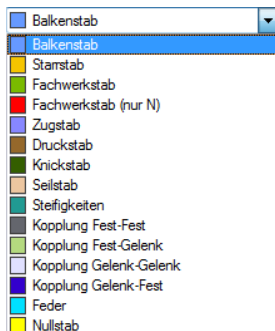 Balkenstab
Balkenstab
Starrstab
Fachwerkstab
Fachwerkstab (nur N)
Zugstab
Druckstab
Knickstab
Seilstab
Steifigkeiten
Kopplung Fest-Fest
Kopplung Fest-Gelenk
Kopplung Gelenk-Gelenk
Kopplung Gelenk-Fest
Feder
Nullstab